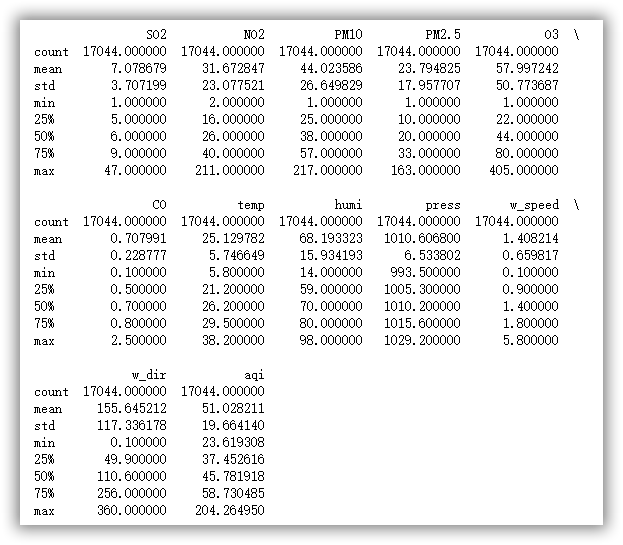 SO2 NO2 PM10 PM2.5 O3 \
count 17044.000000 17044.000000 17044.000000 17044.000000 17044.000000
mean 7.078679 31.672847 44.023586 23.794825 57.997242
std 3.707199 23.077521 26.649829 17.957707 50.773687
min 1.000000 2.000000 1.000000 1.000000 1.000000
25% 5.000000 16.000000 25.000000 10.000000 22.000000
50% 6.000000 26.000000 38.000000 20.000000 44.000000
75% 9.000000 40.000000 57.000000 33.000000 80.000000
max 47.000000 211.000000 217.000000 163.000000 405.000000
CO temp humi press w_speed \
count 17044.000000 17044.000000 17044.000000 17044.000000 17044.000000
mean 0.707991 25.129782 68.193323 1010.606800 1.408214
std 0.228777 5.746649 15.934193 6.533802 0.659817
min 0.100000 5.800000 14.000000 993.500000 0.100000
25% 0.500000 21.200000 59.000000 1005.300000 0.900000
50% 0.700000 26.200000 70.000000 1010.200000 1.400000
75% 0.800000 29.500000 80.000000 1015.600000 1.800000
max 2.500000 38.200000 98.000000 1029.200000 5.800000
w_dir aqi
count 17044.000000 17044.000000
mean 155.645212 51.028211
std 117.336178 19.664140
min 0.100000 23.619308
25% 49.900000 37.452616
50% 110.600000 45.781918
75% 256.000000 58.730485
max 360.000000 204.264950